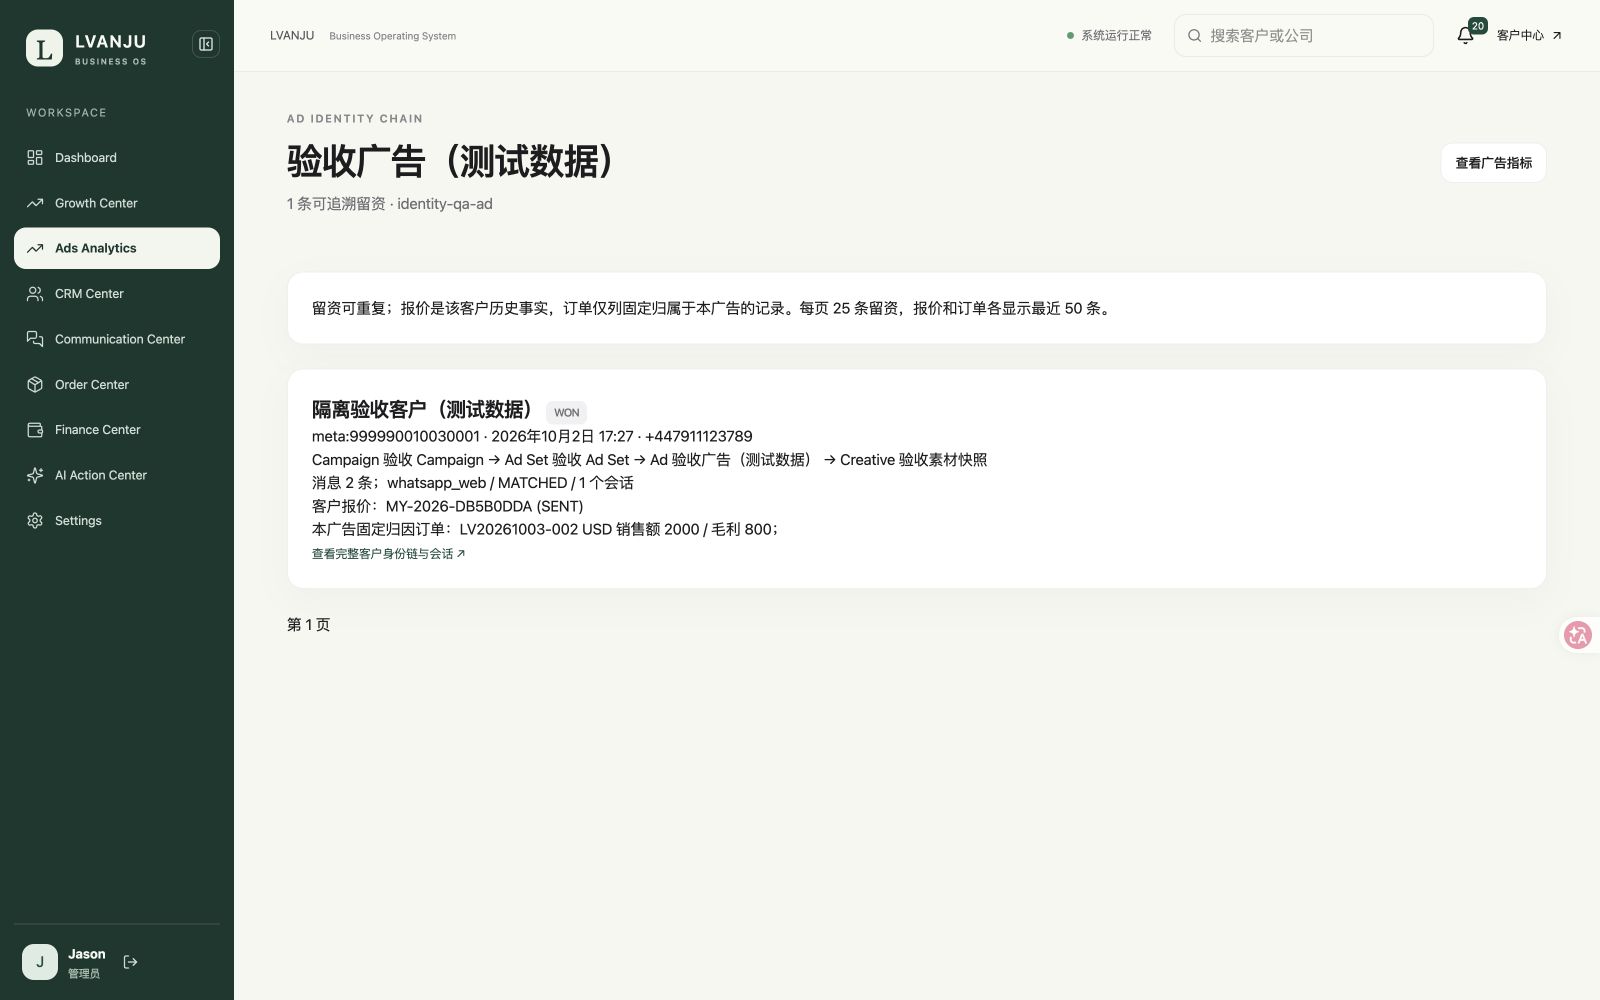 L
LVANJU
BUSINESS OS
WORKSPACE
Dashboard
Growth Center
Ads Analytics
CRM Center
Communication Center
Order Center
Finance Center
AI Action Center
Settings
J
Jason
管理员
LVANJU Business Operating System
系统运行正常
搜索客户或公司
20
客户中心 ↗
AD IDENTITY CHAIN
验收广告（测试数据）
查看广告指标
1 条可追溯留资 · identity-qa-ad
留资可重复；报价是该客户历史事实，订单仅列固定归属于本广告的记录。每页 25 条留资，报价和订单各显示最近 50 条。
隔离验收客户（测试数据） WON
meta:999990010030001 · 2026年10月2日 17:27 · +447911123789
Campaign 验收 Campaign → Ad Set 验收 Ad Set → Ad 验收广告（测试数据） → Creative 验收素材快照
消息 2 条；whatsapp_web / MATCHED / 1 个会话
客户报价：MY-2026-DB5B0DDA (SENT)
本广告固定归因订单：LV20261003-002 USD 销售额 2000 / 毛利 800；
查看完整客户身份链与会话 ↗
第 1 页